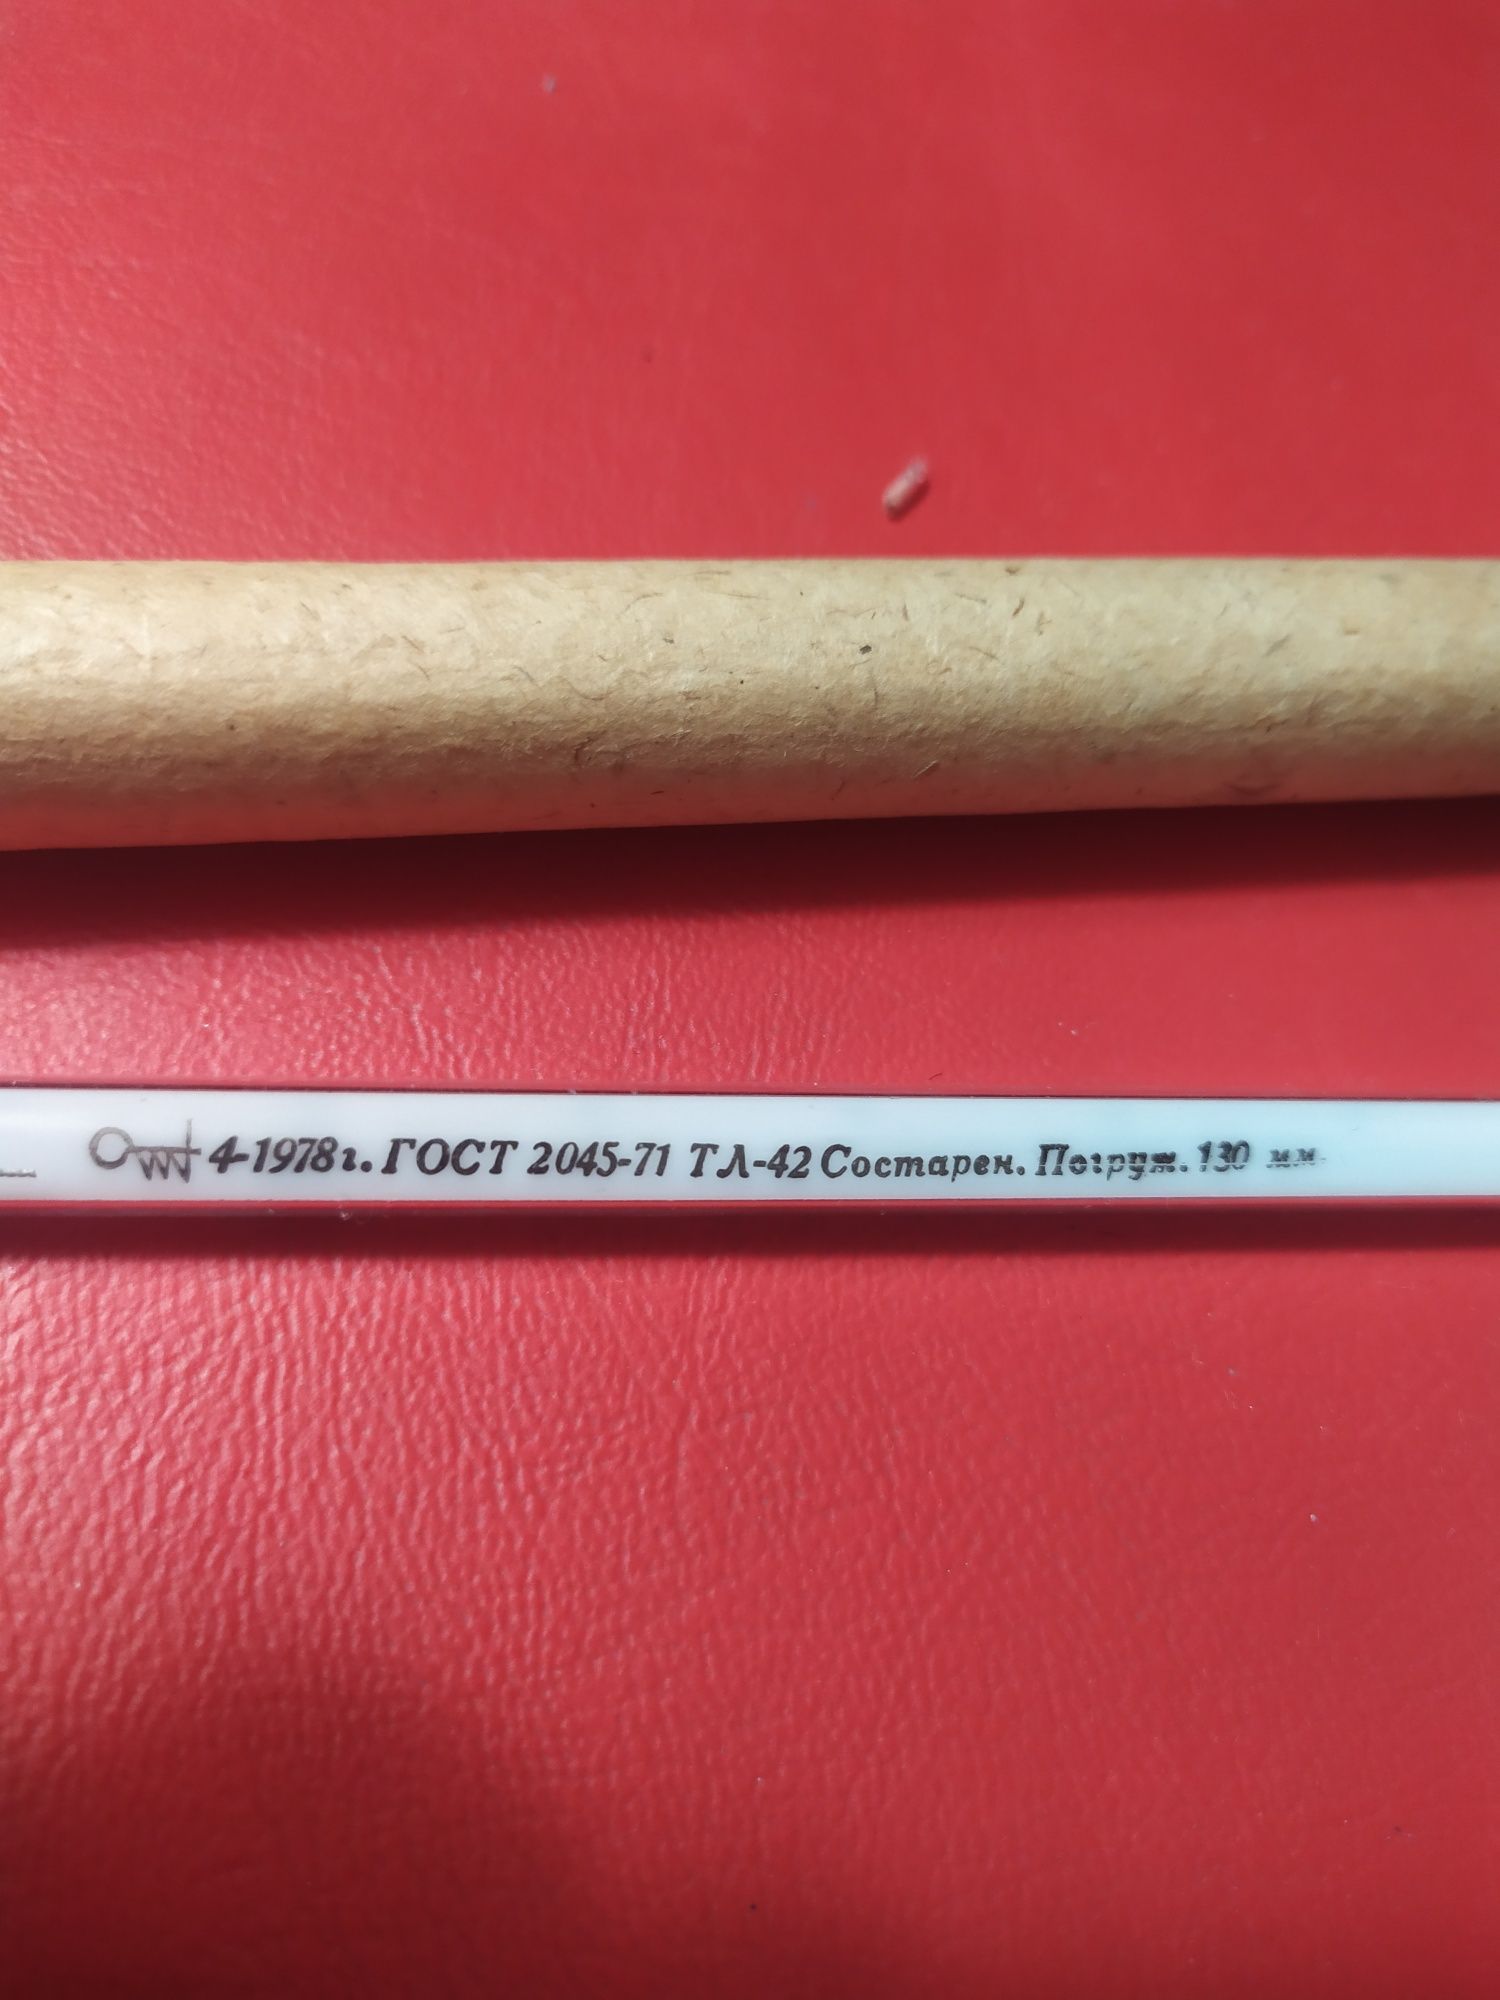 4-1978г. ГОСТ 2045-71 ТЛ-42 Состарен. Погруж. 130 мм.